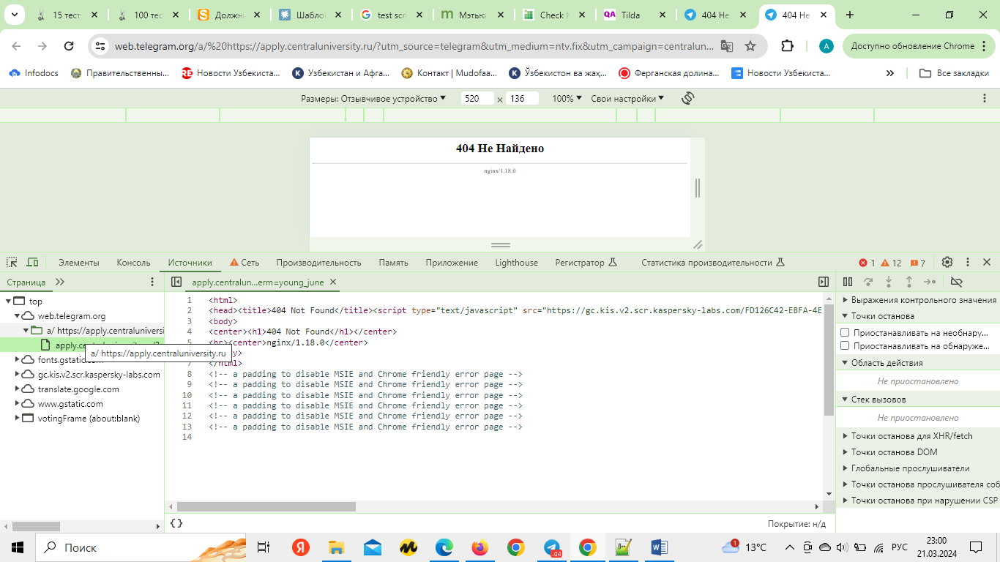 15 тест
100 тес
Должно
Шаблон
test scr
Мэтью
Check H
QA Tilda
404 Не
404 Не
web.telegram.org/a/%20https://apply.centraluniversity.ru/?utm_source=telegram&utm_medium=ntv.fix&utm_campaign=centralun...
A
Доступно обновление Chrome
Infodocs
Правительственны...
Новости Узбекиста...
Узбекистан и Афга...
Контакт | Mudofaa...
Ўзбекистон ва жаҳ...
Ферганская долина...
Новости Узбекиста...
Все закладки
Размеры: Отзывчивое устройство 520 × 136 100% Свои настройки
404 Не Найдено
nginx/1.18.0
Элементы Консоль Источники Сеть Производительность Память Приложение Lighthouse Регистратор Статистика производительности 1 12 7
Страница
apply.centralun...erm=young_june
top
web.telegram.org
a/ https://apply.centraluniversi
apply.ce
a/ https://apply.centraluniversity.ru
fonts.gstatic.com
gc.kis.v2.scr.kaspersky-labs.com
translate.google.com
www.gstatic.com
votingFrame (about:blank)
1 <html>
2 <head><title>404 Not Found</title><script type="text/javascript" src="https://gc.kis.v2.scr.kaspersky-labs.com/FD126C42-EBFA-4E
3 <body>
4 <center><h1>404 Not Found</h1></center>
5 <hr><center>nginx/1.18.0</center>
y>
7 </html>
8 <!-- a padding to disable MSIE and Chrome friendly error page -->
9 <!-- a padding to disable MSIE and Chrome friendly error page -->
10 <!-- a padding to disable MSIE and Chrome friendly error page -->
11 <!-- a padding to disable MSIE and Chrome friendly error page -->
12 <!-- a padding to disable MSIE and Chrome friendly error page -->
13 <!-- a padding to disable MSIE and Chrome friendly error page -->
14
{}
Покрытие: н/д
Выражения контрольного значения
Точки останова
Приостанавливать на необнару...
Приостанавливать на обнаруже...
Область действия
Не приостановлено
Стек вызовов
Не приостановлено
Точки останова для XHR/fetch
Точки останова DOM
Глобальные прослушиватели
Точки останова прослушивателя соб
Точки останова при нарушении CSP
Поиск
.04
1
13°C
РУС
23:00
21.03.2024